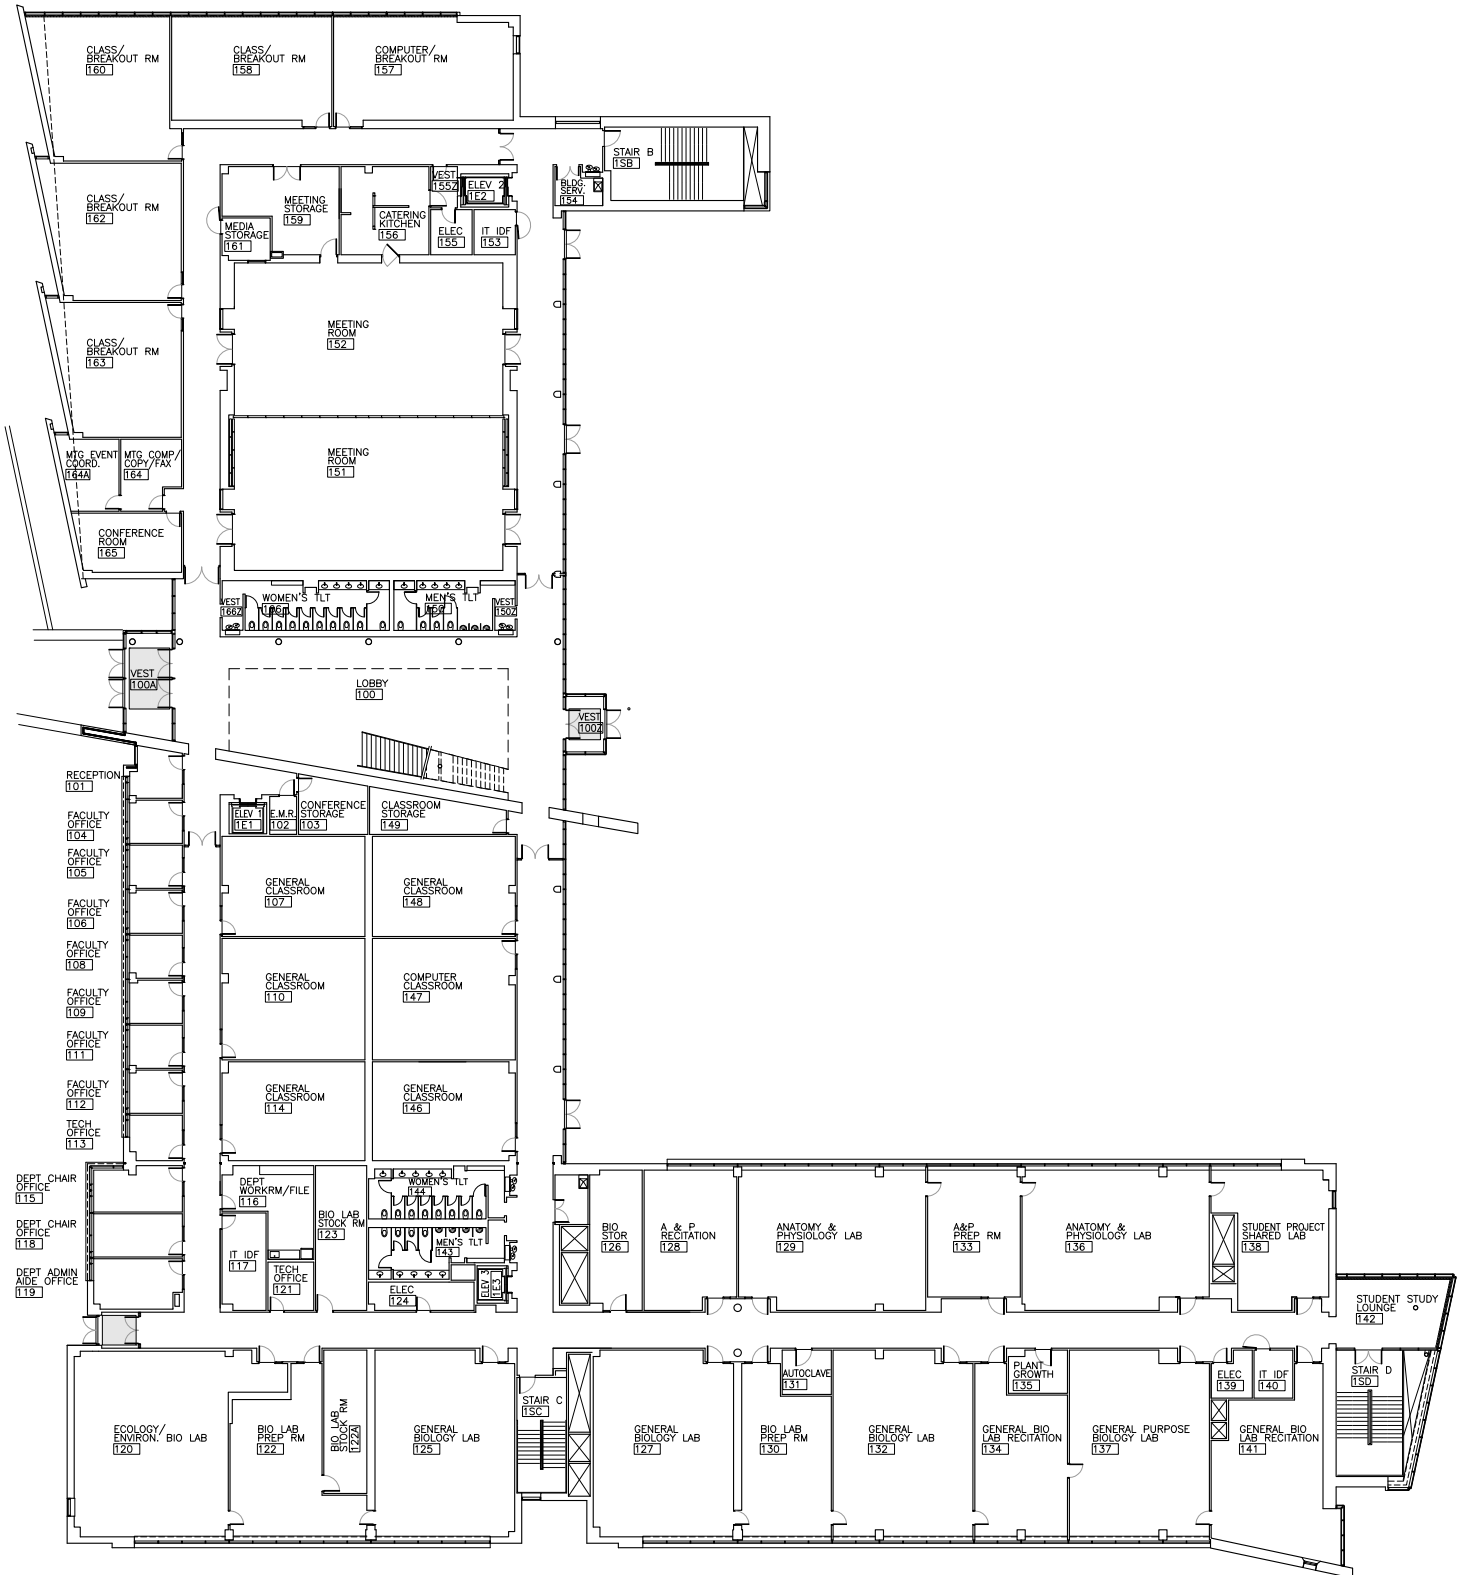 CLASS/
BREAKOUT RM
160
CLASS/
BREAKOUT RM
158
COMPUTER/
BREAKOUT RM
157
STAIR B
1SB
CLASS/
BREAKOUT RM
162
MEETING
STORAGE
159
MEDIA
STORAGE
161
CATERING
KITCHEN
156
VEST
155Z
ELEV 2
1E2
ELEC
155
IT IDF
153
BLDG.
SERV.
154
CLASS/
BREAKOUT RM
163
MEETING
ROOM
152
MTG EVENT
COORD.
164A
MTG COMP/
COPY/FAX
164
MEETING
ROOM
151
CONFERENCE
ROOM
165
VEST
166Z
WOMEN'S TLT
166
MEN'S TLT
150
VEST
150Z
VEST
100A
LOBBY
100
VEST
100Z
RECEPTION
101
ELEV 1
1E1
E.M.R.
102
CONFERENCE
STORAGE
103
CLASSROOM
STORAGE
149
FACULTY
OFFICE
104
FACULTY
OFFICE
105
FACULTY
OFFICE
106
FACULTY
OFFICE
108
FACULTY
OFFICE
109
FACULTY
OFFICE
111
FACULTY
OFFICE
112
TECH
OFFICE
113
GENERAL
CLASSROOM
107
GENERAL
CLASSROOM
148
GENERAL
CLASSROOM
110
COMPUTER
CLASSROOM
147
GENERAL
CLASSROOM
114
GENERAL
CLASSROOM
146
DEPT CHAIR
OFFICE
115
DEPT CHAIR
OFFICE
118
DEPT ADMIN
AIDE OFFICE
119
DEPT
WORKRM/FILE
116
IT IDF
117
TECH
OFFICE
121
BIO LAB
STOCK RM
123
WOMEN'S TLT
144
MEN'S TLT
143
ELEC
124
ELEV 3
1E3
BIO
STOR
126
A & P
RECITATION
128
ANATOMY &
PHYSIOLOGY LAB
129
A&P
PREP RM
133
ANATOMY &
PHYSIOLOGY LAB
136
STUDENT PROJECT
SHARED LAB
138
STUDENT STUDY
LOUNGE
142
ECOLOGY/
ENVIRON. BIO LAB
120
BIO LAB
PREP RM
122
BIO LAB
STOCK RM
122A
GENERAL
BIOLOGY LAB
125
STAIR C
1SC
GENERAL
BIOLOGY LAB
127
AUTOCLAVE
131
BIO LAB
PREP RM
130
GENERAL
BIOLOGY LAB
132
PLANT
GROWTH
135
GENERAL BIO
LAB RECITATION
134
GENERAL PURPOSE
BIOLOGY LAB
137
ELEC
139
IT IDF
140
GENERAL BIO
LAB RECITATION
141
STAIR D
1SD